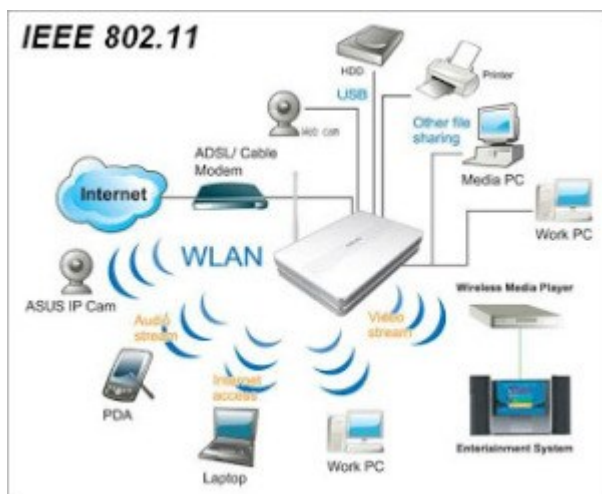 IEEE 802.11
HDD
Printer
USB
WEB cam
Other file
sharing
ADSL/ Cable
Modem
Media PC
Internet
Work PC
WLAN
ASUS IP Cam
Wireless Media Player
Audio
stream
Video
stream
Internet
access
PDA
Laptop
Work PC
Entertainment System